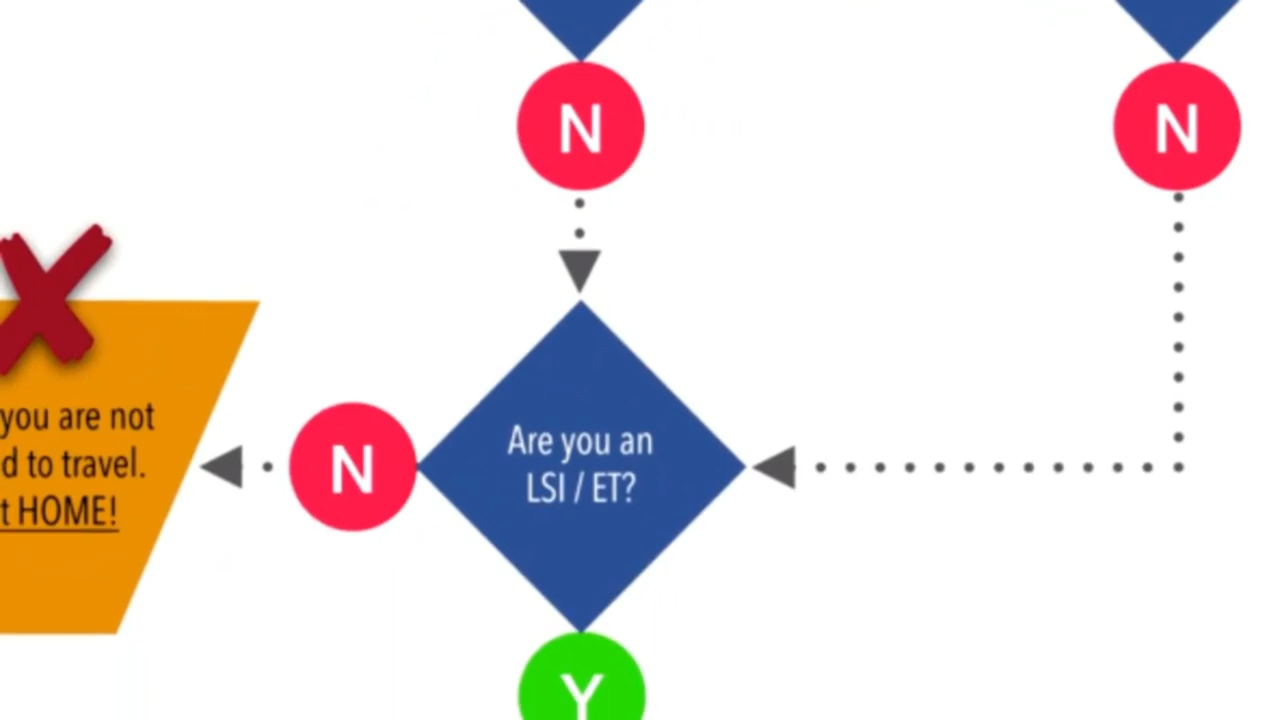 N
N
you are not
d to travel.
t HOME!
N
Are you an
LSI / ET?
Y